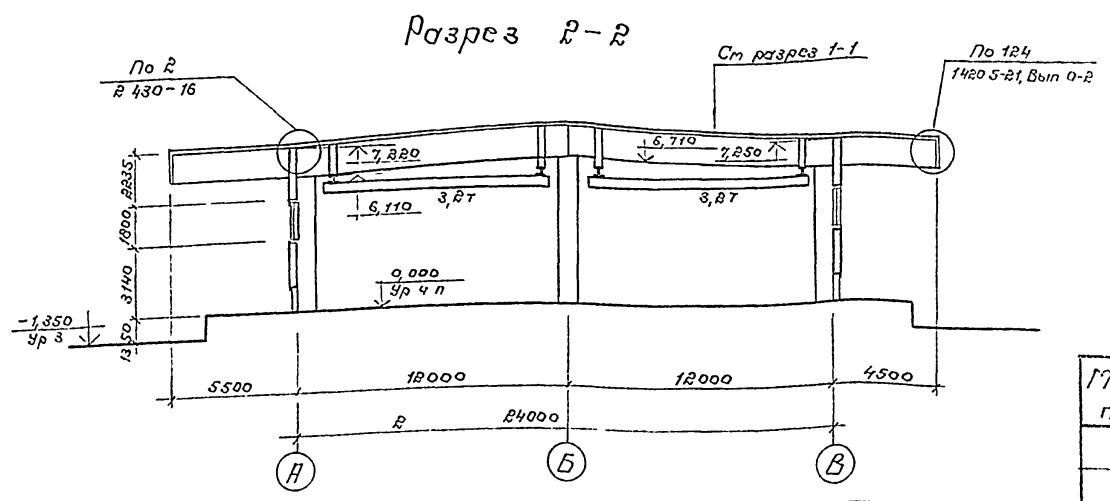 Разрез 2-2
По 2
2 430-16
См разрез 1-1
По 124
1420 5-21, Вып 0-2
7,220
6,710
7,250
3,2т
3,2т
6,110
2235
1800
3140
1350
0,000
Ур ч п
-1,350
Ур З
5500
12000
12000
4500
2
24000
А
Б
В